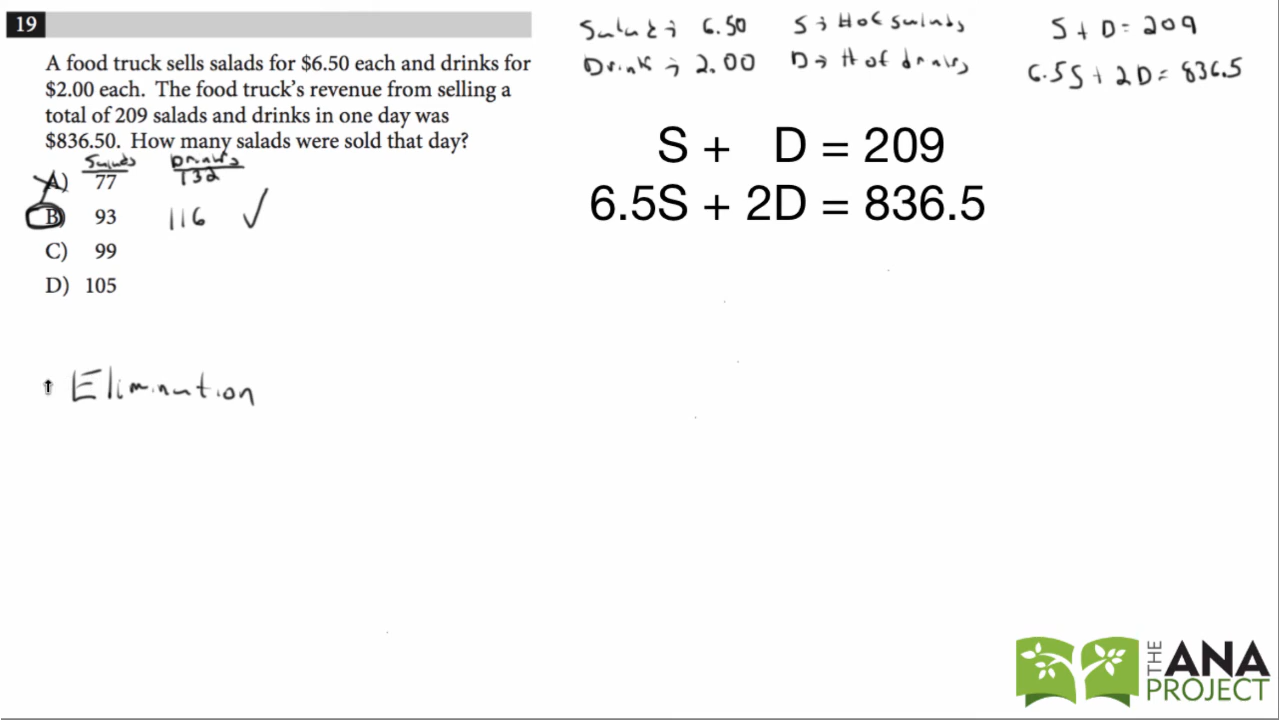 19
A food truck sells salads for $6.50 each and drinks for
$2.00 each. The food truck's revenue from selling a
total of 209 salads and drinks in one day was
$836.50. How many salads were sold that day?
Salads Drinks
A) 77 132
B) 93 116 ✓
C) 99
D) 105
Elimination
Salad → 6.50
Drink → 2.00
S → # of salads
D → # of drinks
S + D = 209
6.5S + 2D = 836.5
S + D = 209
6.5S + 2D = 836.5
THE ANA
PROJECT